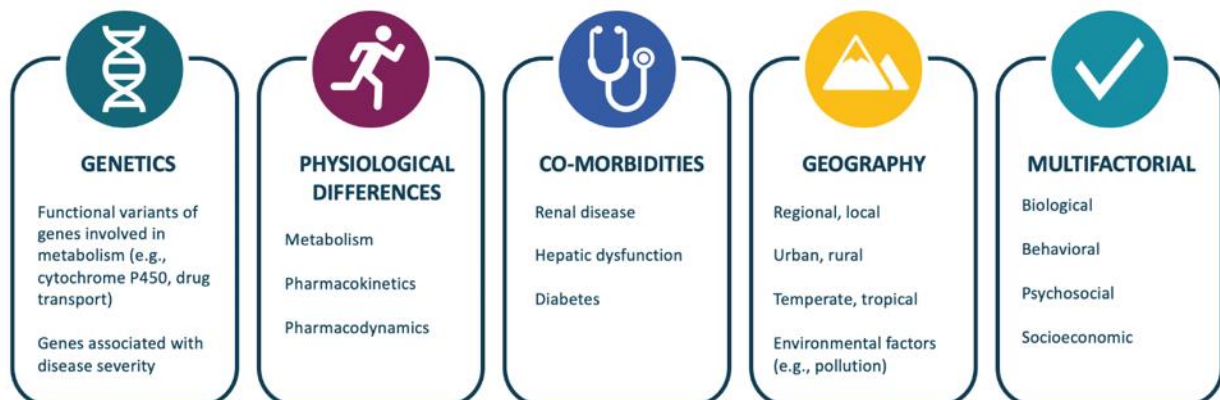 GENETICS
Functional variants of
genes involved in
metabolism (e.g.,
cytochrome P450, drug
transport)
Genes associated with
disease severity
PHYSIOLOGICAL
DIFFERENCES
Metabolism
Pharmacokinetics
Pharmacodynamics
CO-MORBIDITIES
Renal disease
Hepatic dysfunction
Diabetes
GEOGRAPHY
Regional, local
Urban, rural
Temperate, tropical
Environmental factors
(e.g., pollution)
MULTIFACTORIAL
Biological
Behavioral
Psychosocial
Socioeconomic